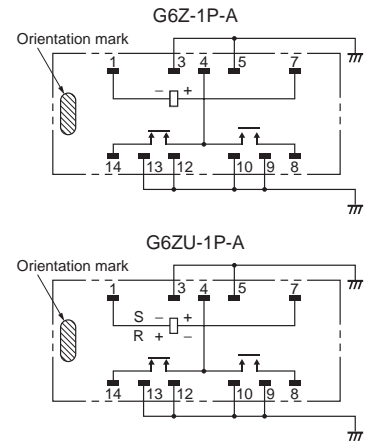 G6Z-1P-A
Orientation mark
1 3 4 5 7
− +
14 13 12 10 9 8
G6ZU-1P-A
Orientation mark
1 3 4 5 7
S − +
R + −
14 13 12 10 9 8